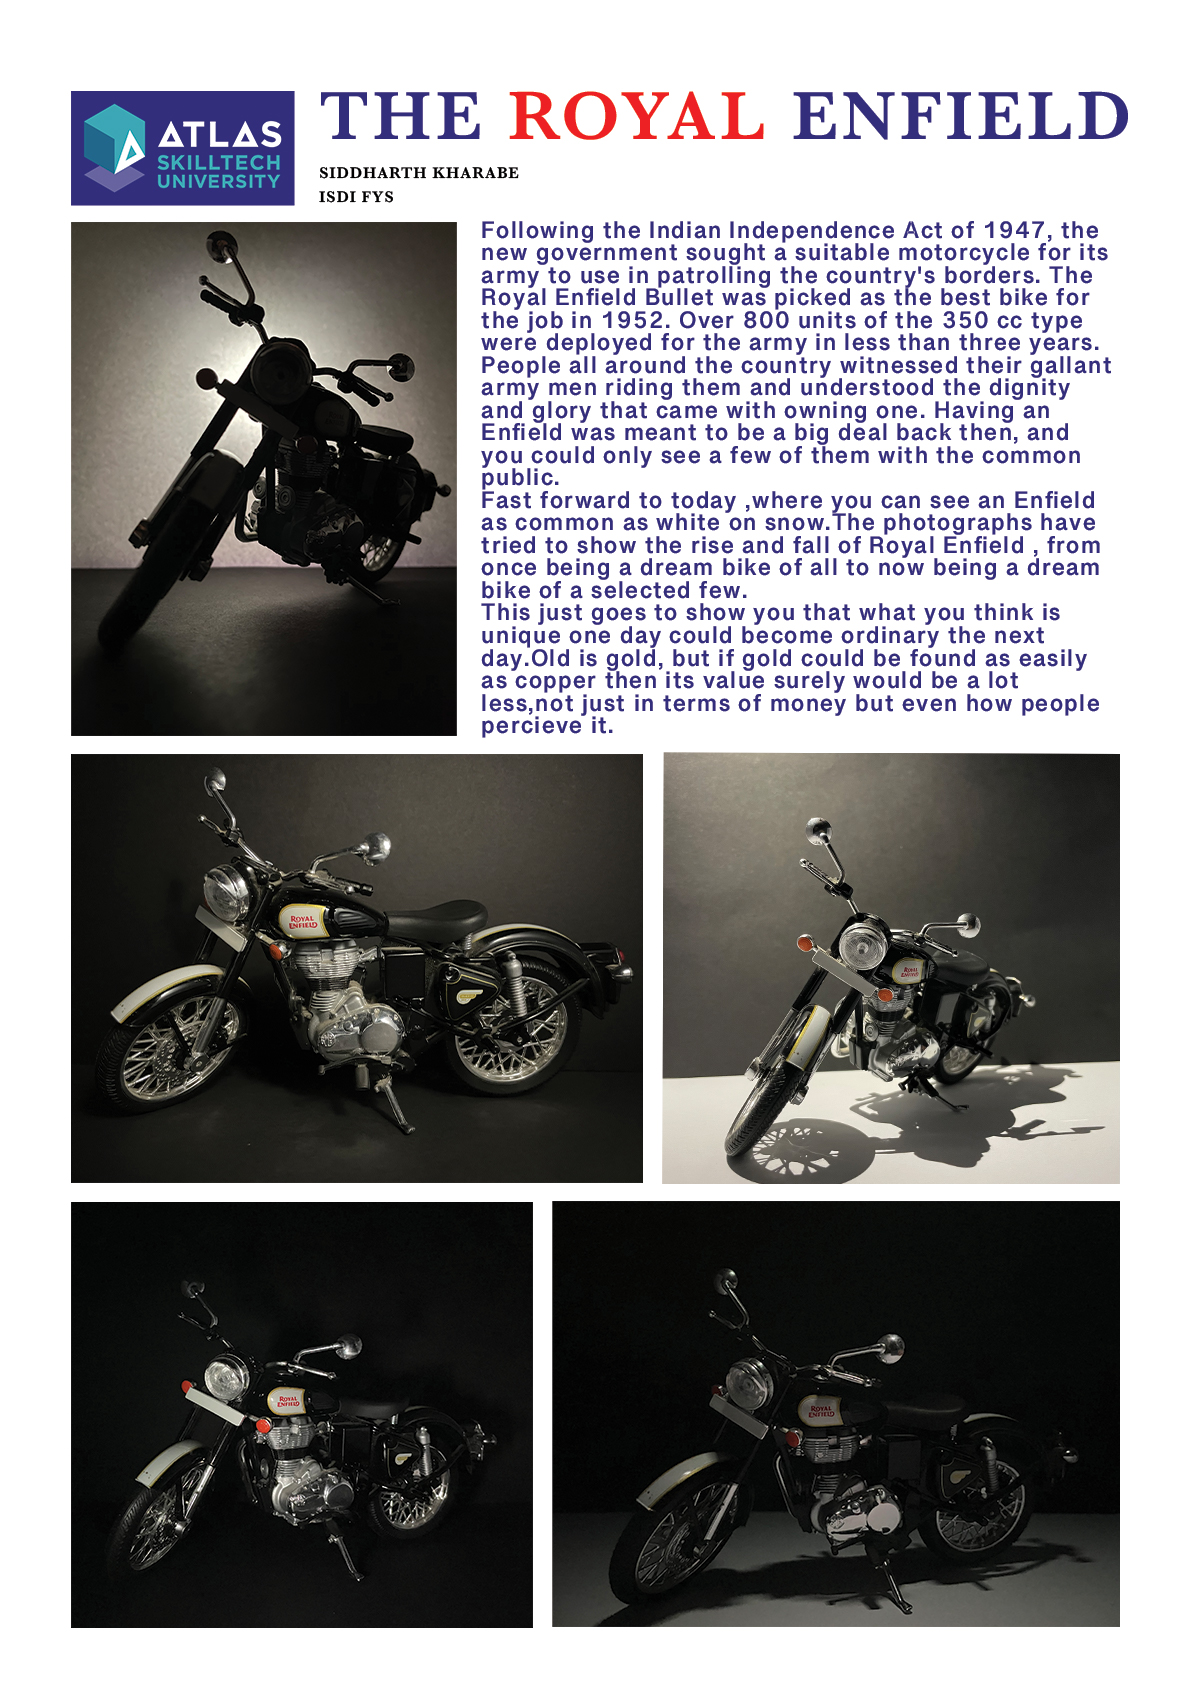 ATLAS
SKILLTECH
UNIVERSITY
THE ROYAL ENFIELD
SIDDHARTH KHARABE
ISDI FYS
Following the Indian Independence Act of 1947, the
new government sought a suitable motorcycle for its
army to use in patrolling the country's borders. The
Royal Enfield Bullet was picked as the best bike for
the job in 1952. Over 800 units of the 350 cc type
were deployed for the army in less than three years.
People all around the country witnessed their gallant
army men riding them and understood the dignity
and glory that came with owning one. Having an
Enfield was meant to be a big deal back then, and
you could only see a few of them with the common
public.
Fast forward to today ,where you can see an Enfield
as common as white on snow.The photographs have
tried to show the rise and fall of Royal Enfield , from
once being a dream bike of all to now being a dream
bike of a selected few.
This just goes to show you that what you think is
unique one day could become ordinary the next
day.Old is gold, but if gold could be found as easily
as copper then its value surely would be a lot
less,not just in terms of money but even how people
percieve it.
ROYAL
ENFIELD
ROYAL
ENFIELD
ROYAL
ENFIELD
ROYAL
ENFIELD